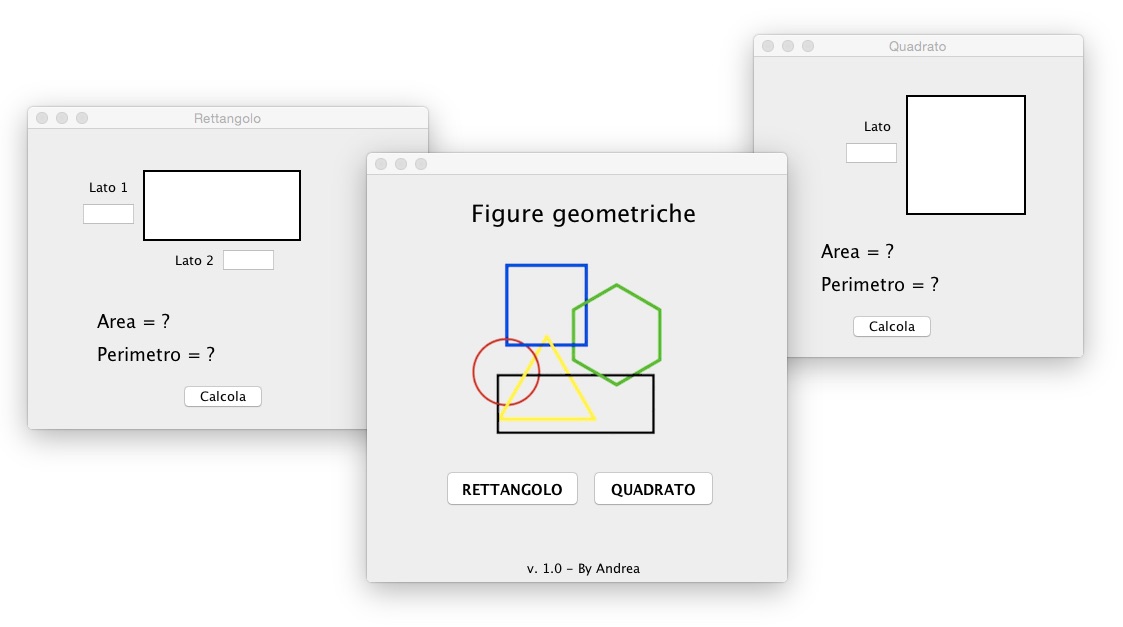 Rettangolo
Lato 1
Lato 2
Area = ?
Perimetro = ?
Calcola
Figure geometriche
RETTANGOLO QUADRATO
v. 1.0 - By Andrea
Quadrato
Lato
Area = ?
Perimetro = ?
Calcola